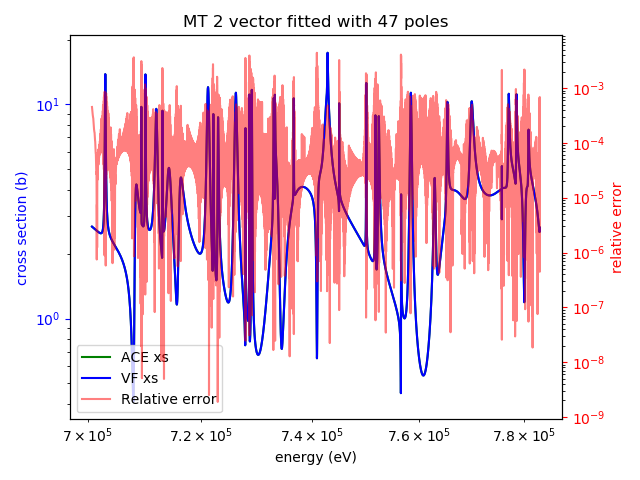 MT 2 vector fitted with 47 poles
cross section (b)
10¹
10⁰
relative error
10⁻³
10⁻⁴
10⁻⁵
10⁻⁶
10⁻⁷
10⁻⁸
10⁻⁹
ACE xs
VF xs
Relative error
7 × 10⁵ 7.2 × 10⁵ 7.4 × 10⁵ 7.6 × 10⁵ 7.8 × 10⁵
energy (eV)